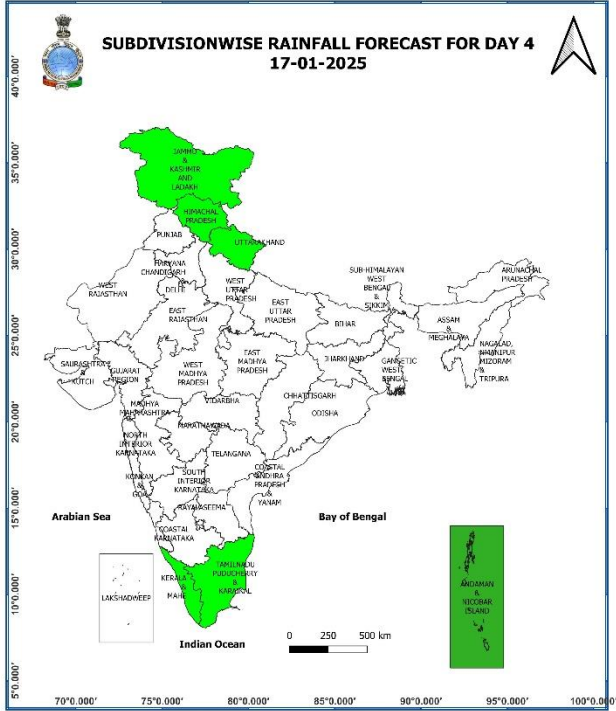 SUBDIVISIONWISE RAINFALL FORECAST FOR DAY 4
17-01-2025
40°0.000'
35°0.000'
30°0.000'
25°0.000'
20°0.000'
15°0.000'
10°0.000'
5°0.000'
JAMMU
&
KASHMIR
AND
LADAKH
HIMACHAL
PRADESH
PUNJAB
UTTARAKHAND
HARYANA
CHANDIGARH
&
DELHI
WEST
RAJASTHAN
WEST
UTTAR
PRADESH
EAST
UTTAR
PRADESH
EAST
RAJASTHAN
SUB-HIMALAYAN
WEST
BENGAL
&
SIKKIM
ARUNACHAL
PRADESH
ASSAM
&
MEGHALAYA
NAGALAD,
MANIPUR
MIZORAM
&
TRIPURA
BIHAR
JHARKHAND
GANGETIC
WEST
BENGAL
SAURASHTRA
&
KUTCH
GUJARAT
REGION
WEST
MADHYA
PRADESH
EAST
MADHYA
PRADESH
CHHATTISGARH
ODISHA
VIDARBHA
MADHYA
MAHARASHTRA
MARATHAWADA
NORTH
INTERIOR
KARNATAKA
TELANGANA
KONKAN
&
GOA
SOUTH
INTERIOR
KARNATAKA
COASTAL
ANDHRA
PRADESH
&
YANAM
RAYALASEEMA
COASTAL
KARNATAKA
Arabian Sea
Bay of Bengal
TAMILNADU
PUDUCHERRY
&
KARAIKAL
KERALA
&
MAHE
LAKSHADWEEP
ANDAMAN
&
NICOBAR
ISLAND
Indian Ocean
0 250 500 km
70°0.000' 75°0.000' 80°0.000' 85°0.000' 90°0.000' 95°0.000' 100°0.000'